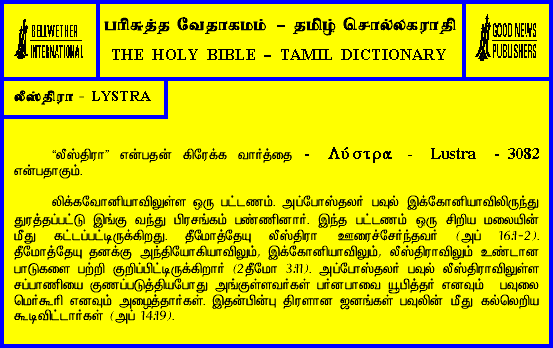 BELLWETHER
INTERNATIONAL
பரிசுத்த வேதாகமம் – தமிழ் சொல்லகராதி
THE HOLY BIBLE – TAMIL DICTIONARY
GOOD NEWS
PUBLISHERS
லீஸ்திரா - LYSTRA
“லீஸ்திரா” என்பதன் கிரேக்க வார்த்தை - Λύστρα - Lustra - 3082
என்பதாகும்.
லிக்கவோனியாவிலுள்ள ஒரு பட்டணம். அப்போஸ்தலர் பவுல் இக்கோனியாவிலிருந்து
துரத்தப்பட்டு இங்கு வந்து பிரசங்கம் பண்ணினார். இந்த பட்டணம் ஒரு சிறிய மலையின்
மீது கட்டப்பட்டிருக்கிறது. தீமோத்தேயு லீஸ்திரா ஊரைச்சேர்ந்தவர் (அப் 16:1-2).
தீமோத்தேயு தனக்கு அந்தியோகியாவிலும், இக்கோனியாவிலும், லீஸ்திராவிலும் உண்டான
பாடுகளை பற்றி குறிப்பிட்டிருக்கிறார் (2தீமோ 3:11). அப்போஸ்தலர் பவுல் லீஸ்திராவிலுள்ள
சப்பாணியை குணப்படுத்தியபோது அங்குள்ளவர்கள் பர்னபாவை யூபித்தர் எனவும் பவுலை
மெர்கூரி எனவும் அழைத்தார்கள். இதன்பின்பு திரளான ஜனங்கள் பவுலின் மீது கல்லெறிய
கூடிவிட்டார்கள் (அப் 14:19).